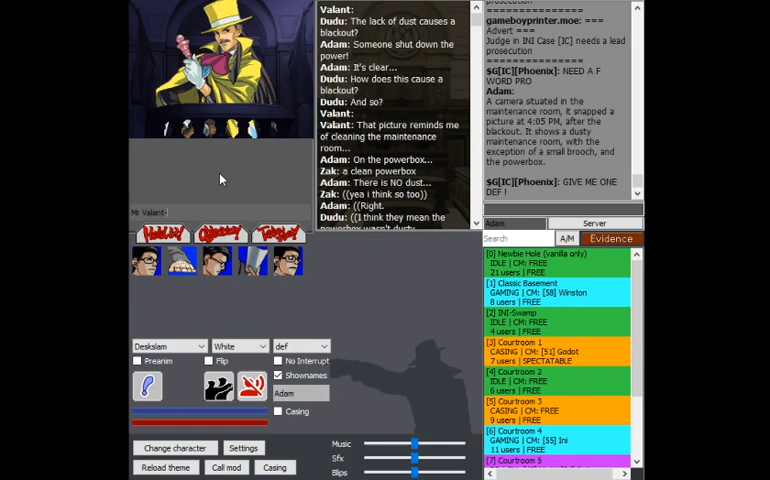 Mr Valant-
Hold It!
Objection!
Take That!
Deskslam
White
def
Preanim
Flip
No Interrupt
Shownames
Adam
Casing
Change character
Settings
Reload theme
Call mod
Casing
Music
Sfx
Blips
Valant:
Dudu: The lack of dust causes a
blackout?
Adam: Someone shut down the
power!
Adam: It's clear...
Dudu: How does this cause a
blackout?
Dudu: And so?
Valant:
Valant: That picture reminds me
of cleaning the maintenance
room...
Adam: On the powerbox...
Zak: a clean powerbox
Adam: There is NO dust...
Zak: ((yea i think so too))
Adam: ((Right.
Dudu: ((I think they mean the
powerbox wasn't dusty
prosecution
===============
gameboyprinter.moe: ===
Advert ===
Judge in INI Case [IC] needs a lead
prosecution
===============
$G[IC][Phoenix]: NEED A F
WORD PRO
Adam:
A camera situated in the
maintenance room, it snapped a
picture at 4:05 PM, after the
blackout. It shows a dusty
maintenance room, with the
exception of a small brooch, and
the powerbox.
$G[IC][Phoenix]: GIVE ME ONE
DEF !
Adam
Server
Search
A/M
Evidence
[0] Newbie Hole (vanilla only)
IDLE | CM: FREE
21 users | FREE
[1] Classic Basement
GAMING | CM: [58] Winston
8 users | FREE
[2] INI-Swamp
IDLE | CM: FREE
4 users | FREE
[3] Courtroom 1
CASING | CM: [51] Godot
7 users | SPECTATABLE
[4] Courtroom 2
IDLE | CM: FREE
6 users | FREE
[5] Courtroom 3
CASING | CM: FREE
9 users | FREE
[6] Courtroom 4
GAMING | CM: [55] Ini
11 users | FREE
[7] Courtroom 5